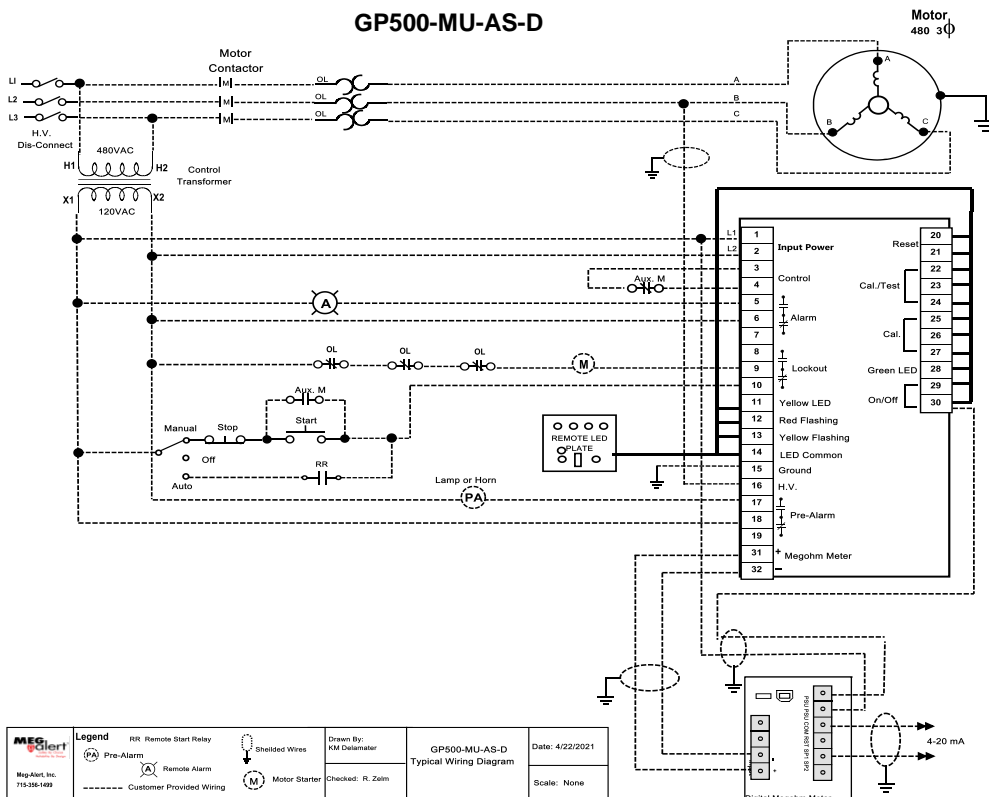 GP500-MU-AS-D
Motor
480 3ϕ
Motor
Contactor
L1
L2
L3
M
M
M
OL
OL
OL
A
B
C
A
B
C
H.V.
Dis-Connect
480VAC
H1
H2
Control
Transformer
X1
X2
120VAC
L1
L2
1
2
3
4
5
6
7
8
9
10
11
12
13
14
15
16
17
18
19
31
32
Input Power
Control
Alarm
Lockout
Yellow LED
Red Flashing
Yellow Flashing
LED Common
Ground
H.V.
Pre-Alarm
+ Megohm Meter
–
Reset
Cal./Test
Cal.
Green LED
On/Off
20
21
22
23
24
25
26
27
28
29
30
Aux. M
A
OL
OL
OL
M
Aux. M
Manual
Stop
Start
Off
Auto
RR
Lamp or Horn
PA
REMOTE LED
PLATE
PSU PSU COM RST SP1 SP2
+
4-20 mA
Digital Megohm Meter
MEGalert
Meg-Alert, Inc.
715-356-1499
Legend
RR Remote Start Relay
PA Pre-Alarm
A Remote Alarm
Customer Provided Wiring
Sheilded Wires
M Motor Starter
Drawn By:
KM Delamater
Checked: R. Zelm
GP500-MU-AS-D
Typical Wiring Diagram
Date: 4/22/2021
Scale: None